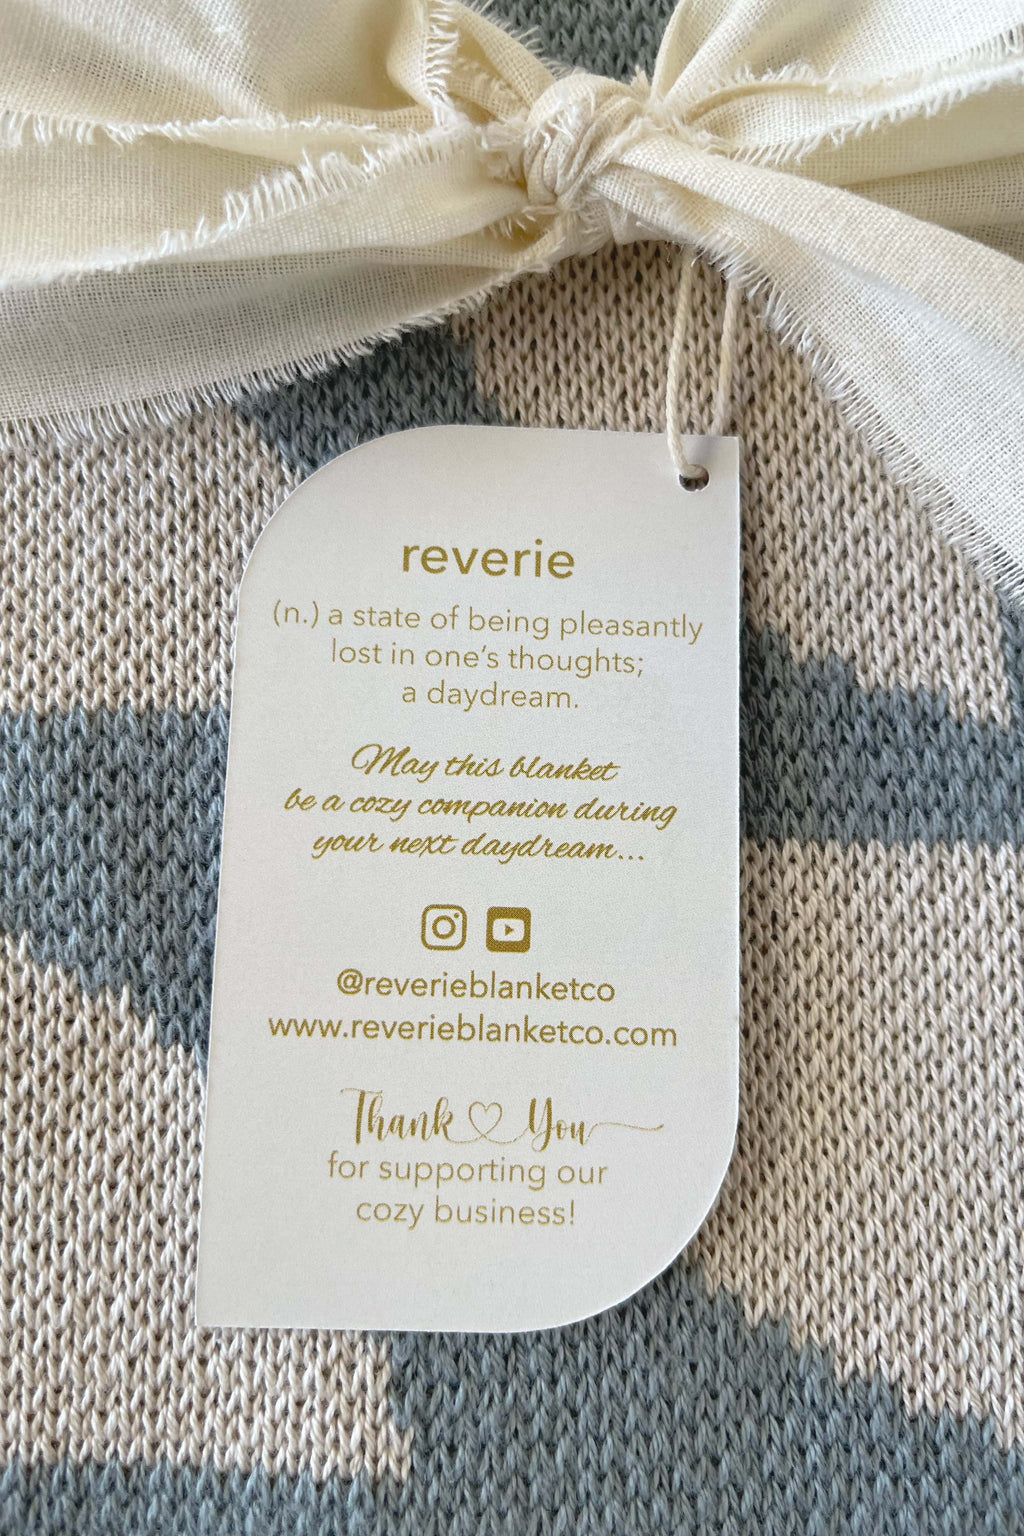 reverie
(n.) a state of being pleasantly
lost in one's thoughts;
a daydream.
May this blanket
be a cozy companion during
your next daydream...
@reverieblanketco
www.reverieblanketco.com
Thank You
for supporting our
cozy business!